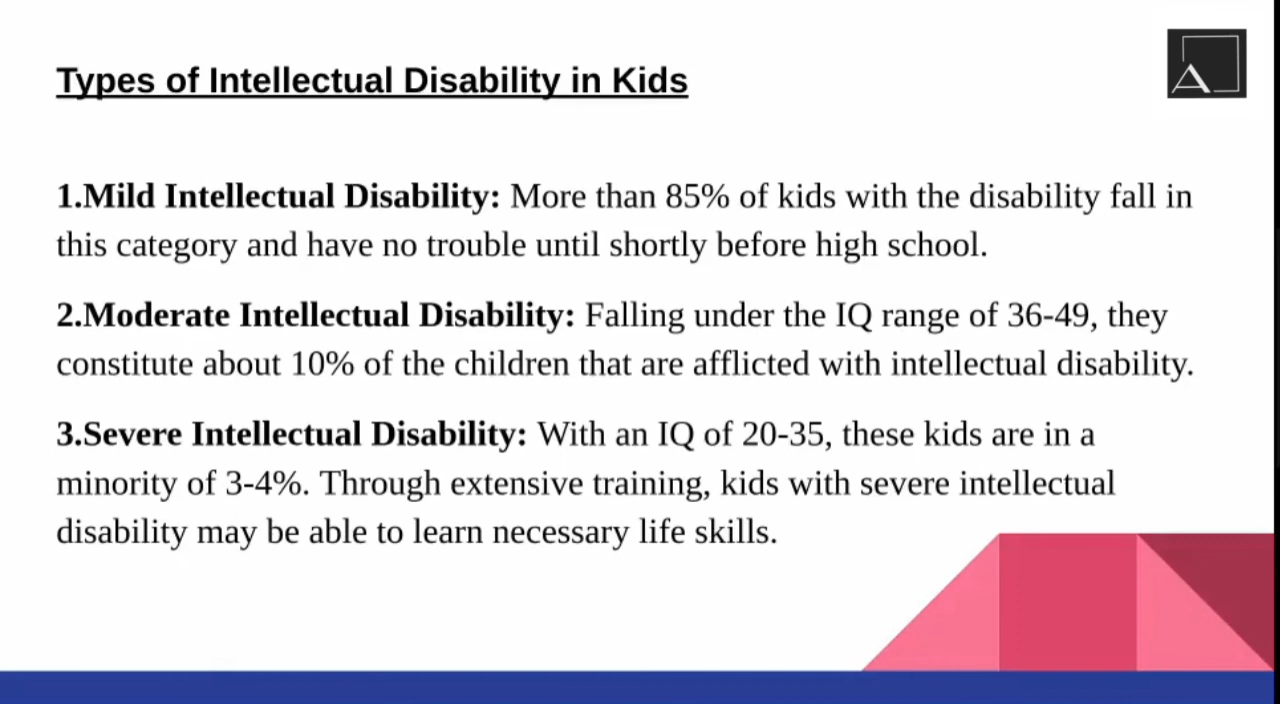 Types of Intellectual Disability in Kids
1.Mild Intellectual Disability: More than 85% of kids with the disability fall in
this category and have no trouble until shortly before high school.
2.Moderate Intellectual Disability: Falling under the IQ range of 36-49, they
constitute about 10% of the children that are afflicted with intellectual disability.
3.Severe Intellectual Disability: With an IQ of 20-35, these kids are in a
minority of 3-4%. Through extensive training, kids with severe intellectual
disability may be able to learn necessary life skills.
A